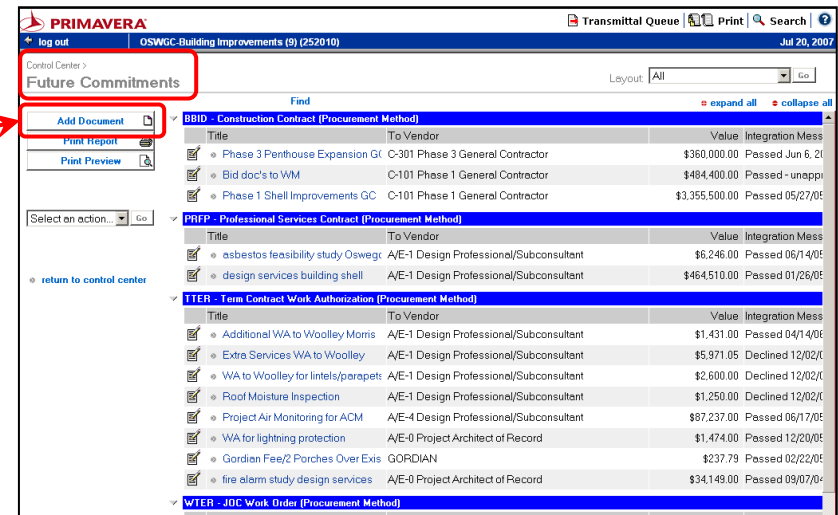 PRIMAVERA Transmittal Queue Print Search ?
log out OSWGC-Building Improvements (9) (252010) Jul 20, 2007
Control Center >
Future Commitments
Layout: All Go
Add Document
Print Report
Print Preview
Select an action... Go
return to control center
Find expand all collapse all
BBID - Construction Contract (Procurement Method)
Title To Vendor Value Integration Mess
Phase 3 Penthouse Expansion GC C-301 Phase 3 General Contractor $360,000.00 Passed Jun 6, 20
Bid doc's to WM C-101 Phase 1 General Contractor $484,400.00 Passed - unappr
Phase 1 Shell Improvements GC C-101 Phase 1 General Contractor $3,355,500.00 Passed 05/27/05
PRFP - Professional Services Contract (Procurement Method)
Title To Vendor Value Integration Mess
asbestos feasibility study Oswego A/E-1 Design Professional/Subconsultant $6,246.00 Passed 06/14/05
design services building shell A/E-1 Design Professional/Subconsultant $464,510.00 Passed 01/26/05
TTER - Term Contract Work Authorization (Procurement Method)
Title To Vendor Value Integration Mess
Additional WA to Woolley Morris A/E-1 Design Professional/Subconsultant $1,431.00 Passed 04/14/06
Extra Services WA to Woolley A/E-1 Design Professional/Subconsultant $5,971.05 Declined 12/02/0
WA to Woolley for lintels/parapets A/E-1 Design Professional/Subconsultant $2,600.00 Declined 12/02/0
Roof Moisture Inspection A/E-1 Design Professional/Subconsultant $1,250.00 Declined 12/02/0
Project Air Monitoring for ACM A/E-4 Design Professional/Subconsultant $87,237.00 Passed 06/17/05
WA for lightning protection A/E-0 Project Architect of Record $1,474.00 Passed 12/20/05
Gordian Fee/2 Porches Over Exis GORDIAN $237.79 Passed 02/22/05
fire alarm study design services A/E-0 Project Architect of Record $34,149.00 Passed 09/07/04
WTER - JOC Work Order (Procurement Method)